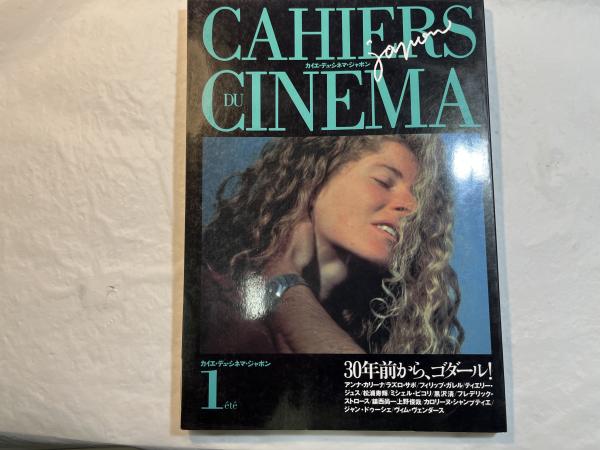 CAHIERS
japon
カイエ・デュ・シネマ・ジャポン
DU
CINEMA
カイエ・デュ・シネマ・ジャポン
1
été
30年前から、ゴダール!
アンナ・カリーナ/ラズロ・サボ/フィリップ・ガレル/ティエリー・
ジュス/松浦寿輝/ミシェル・ピコリ/黒沢清/フレデリック・
ストロース/鎮西尚一・上野俊哉/カロリーヌ・シャンプティエ/
ジャン・ドゥーシェ/ヴィム・ヴェンダース